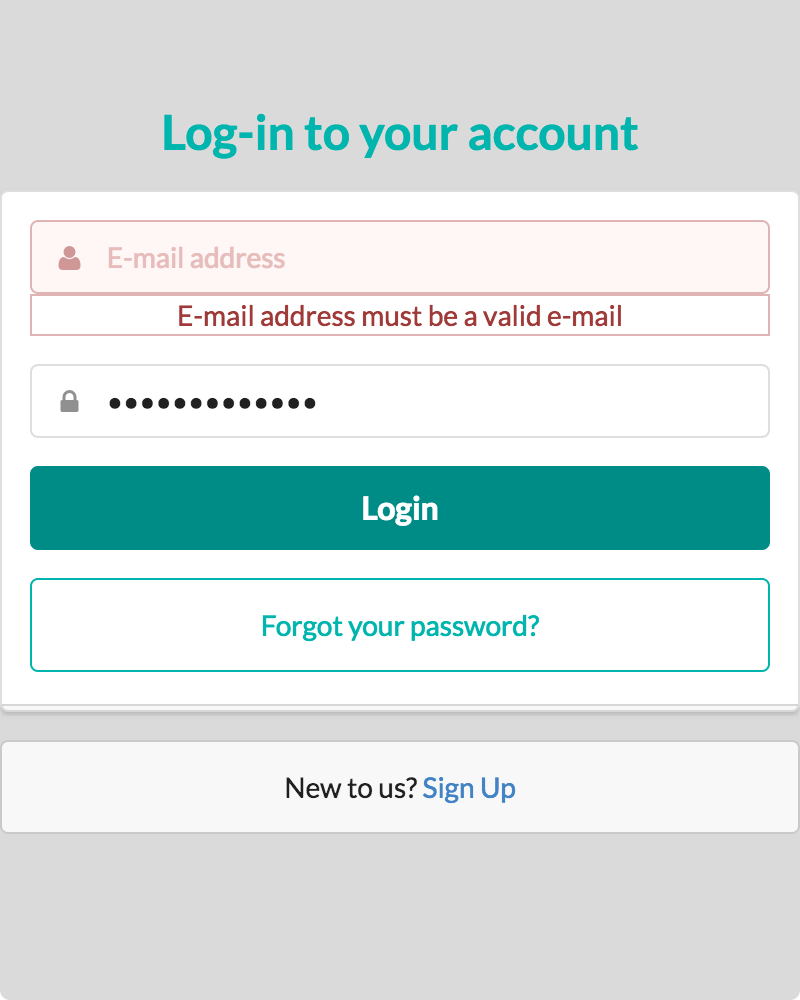 Log-in to your account
E-mail address
E-mail address must be a valid e-mail
•••••••••••••
Login
Forgot your password?
New to us? Sign Up